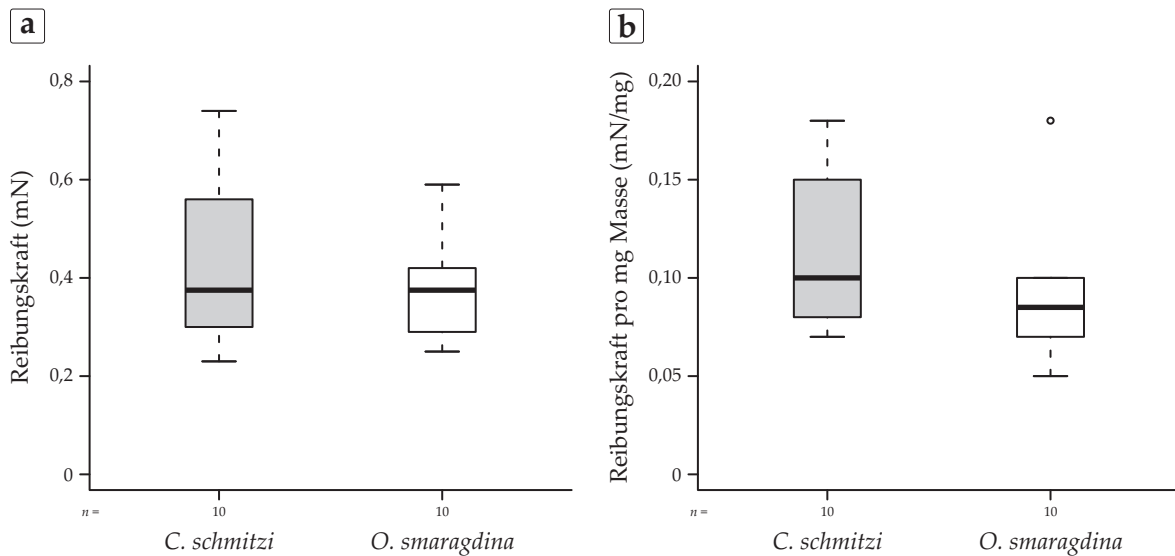 a
Reibungskraft (mN)
0,8
0,6
0,4
0,2
0
n =
10
10
C. schmitzi
O. smaragdina
b
Reibungskraft pro mg Masse (mN/mg)
0,20
0,15
0,10
0,05
0
n =
10
10
C. schmitzi
O. smaragdina